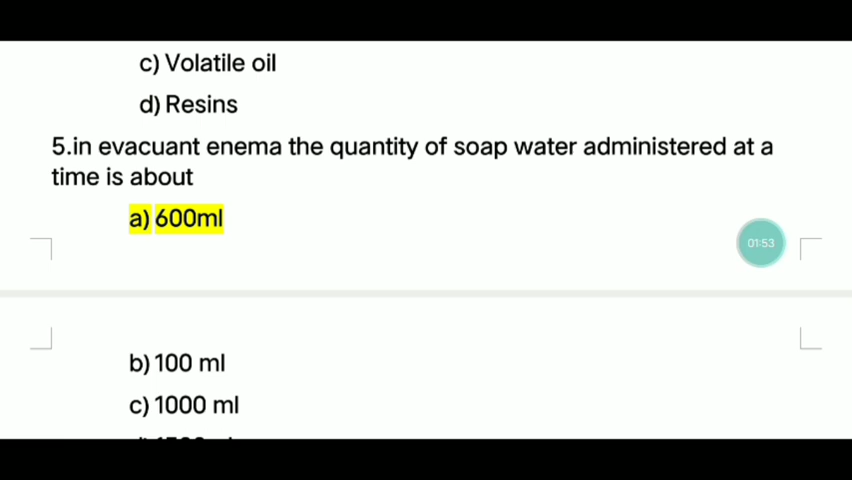 c) Volatile oil
d) Resins
5.in evacuant enema the quantity of soap water administered at a
time is about
a) 600ml
01:53
b) 100 ml
c) 1000 ml